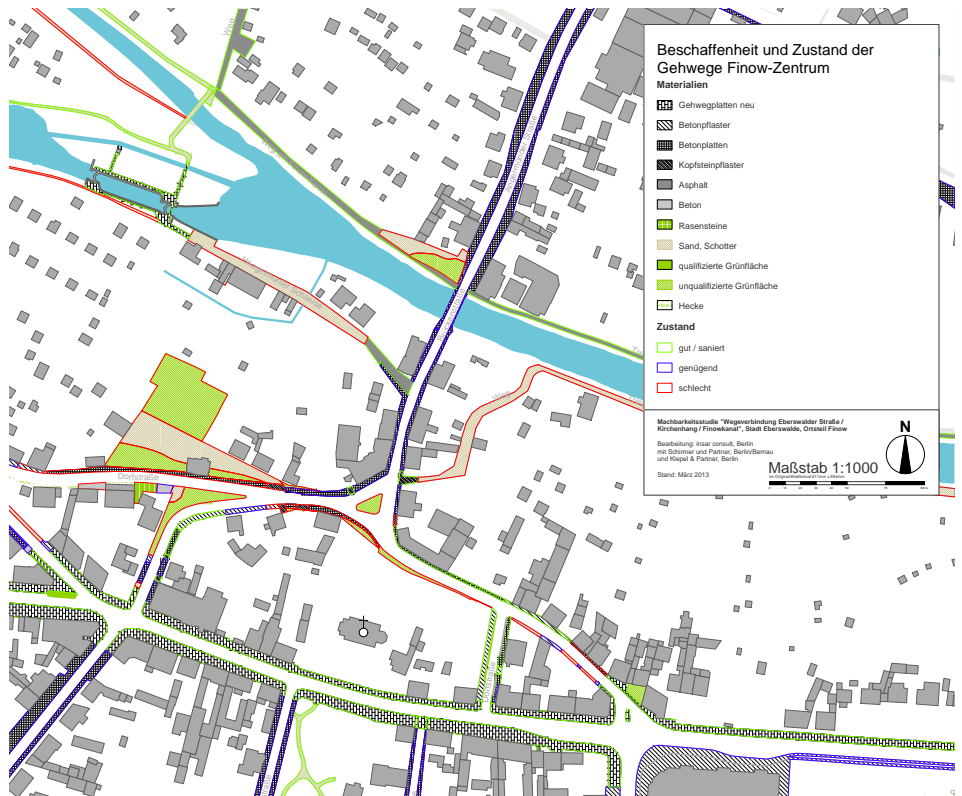 Beschaffenheit und Zustand der
Gehwege Finow-Zentrum
Materialien
Gehwegplatten neu
Betonpflaster
Betonplatten
Kopfsteinpflaster
Asphalt
Beton
Rasensteine
Sand, Schotter
qualifizierte Grünfläche
unqualifizierte Grünfläche
Hecke
Zustand
gut / saniert
genügend
schlecht
Machbarkeitsstudie "Wegeverbindung Eberswalder Straße /
Kirchenhang / Finowkanal", Stadt Eberswalde, Ortsteil Finow
Bearbeitung: insar consult, Berlin
mit Schirmer und Partner, Berlin/Bernau
und Klepel & Partner, Berlin
Stand: März 2013
N
Maßstab 1:1000
Weg
Weg
Dorfstraße